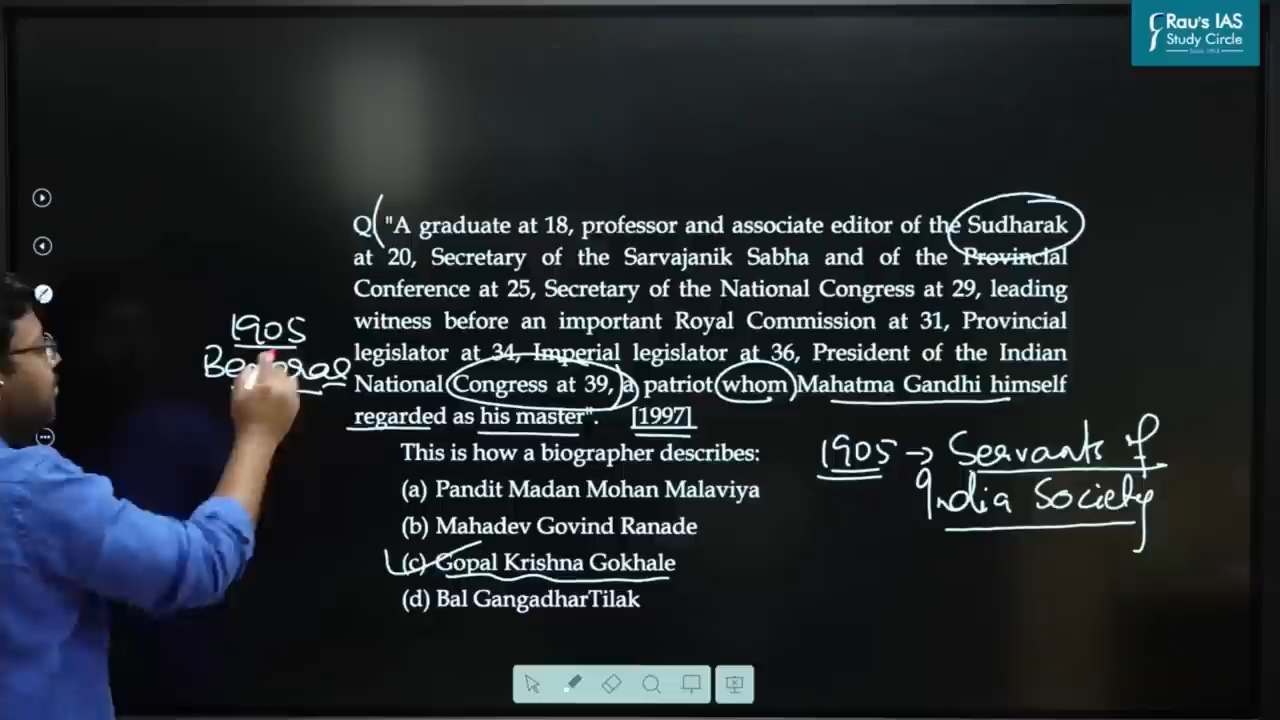 Rau's IAS
Study Circle
Q "A graduate at 18, professor and associate editor of the Sudharak
at 20, Secretary of the Sarvajanik Sabha and of the Provincial
Conference at 25, Secretary of the National Congress at 29, leading
witness before an important Royal Commission at 31, Provincial
legislator at 34, Imperial legislator at 36, President of the Indian
National Congress at 39, a patriot whom Mahatma Gandhi himself
regarded as his master". [1997]
1905
This is how a biographer describes:
(a) Pandit Madan Mohan Malaviya
(b) Mahadev Govind Ranade
(c) Gopal Krishna Gokhale
(d) Bal GangadharTilak
1905 → Servants of
India Society